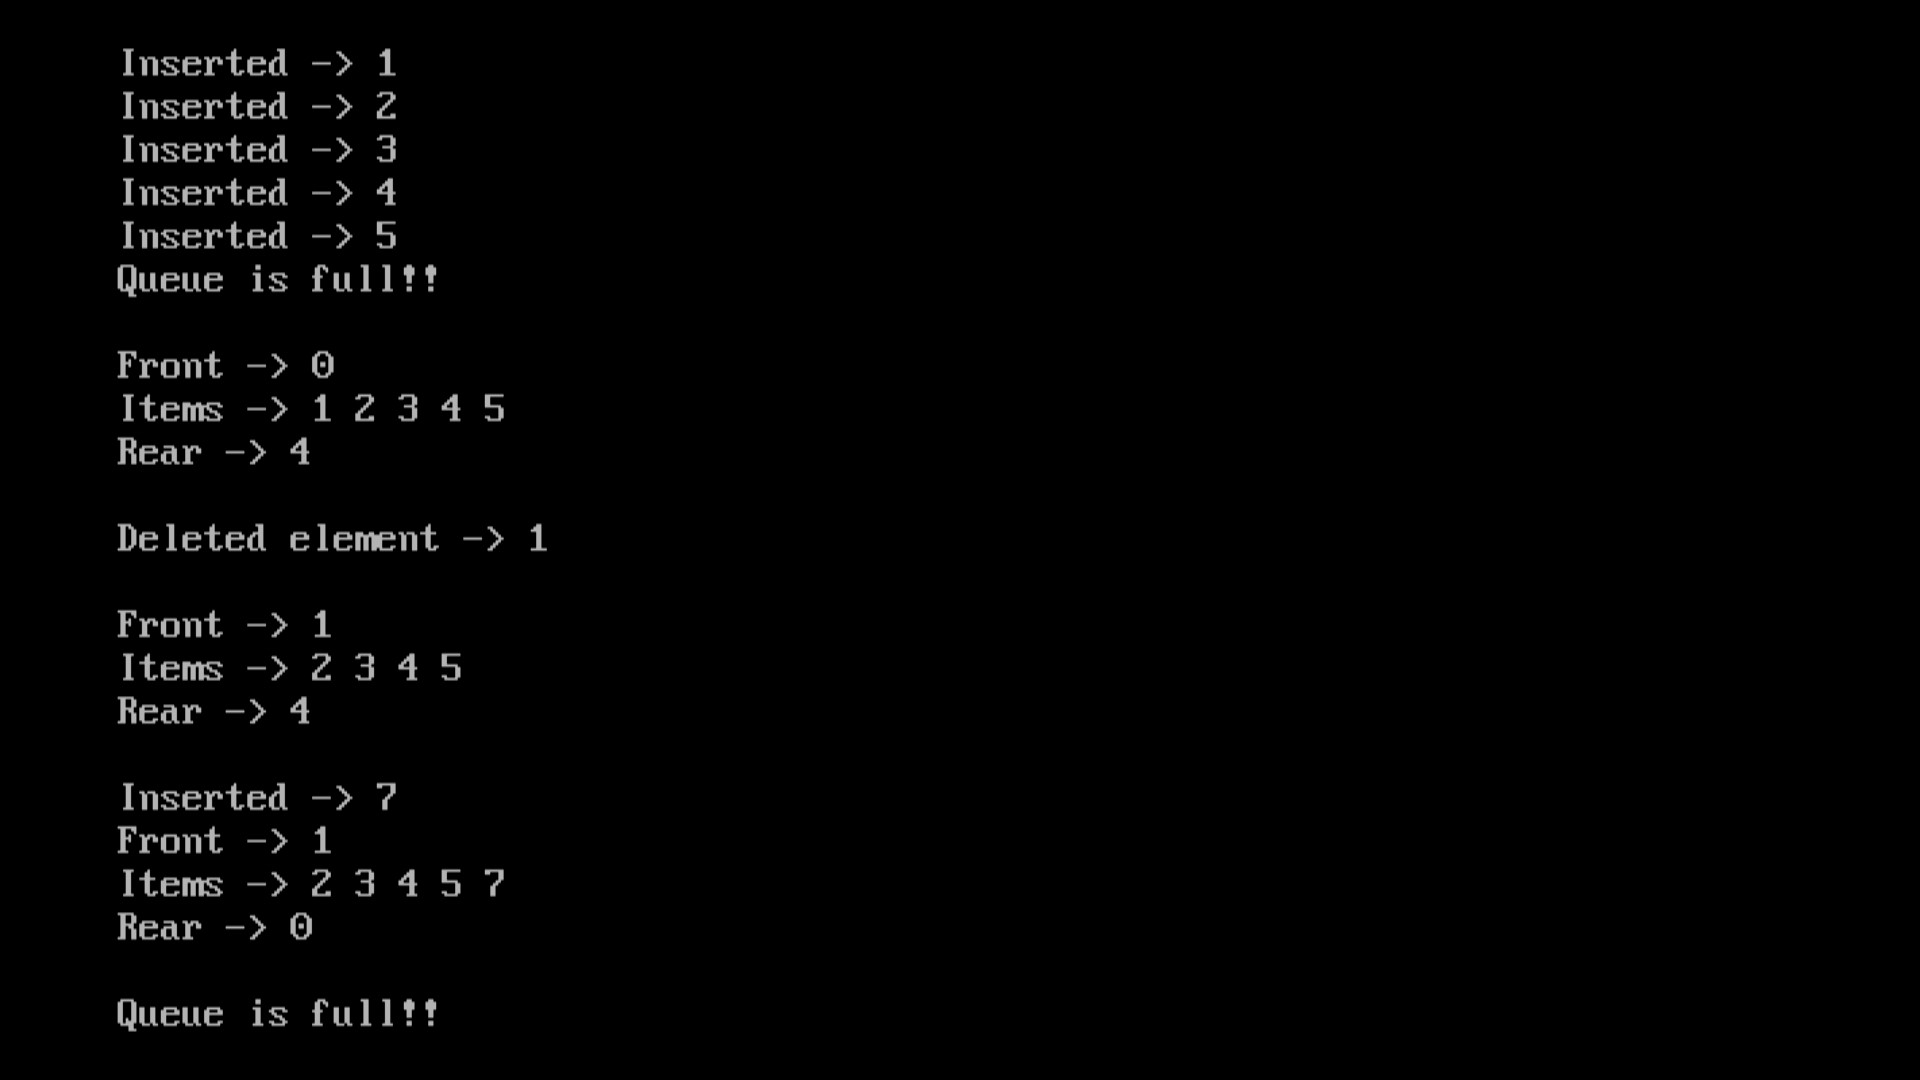 Inserted -> 1
Inserted -> 2
Inserted -> 3
Inserted -> 4
Inserted -> 5
Queue is full!!
Front -> 0
Items -> 1 2 3 4 5
Rear -> 4
Deleted element -> 1
Front -> 1
Items -> 2 3 4 5
Rear -> 4
Inserted -> 7
Front -> 1
Items -> 2 3 4 5 7
Rear -> 0
Queue is full!!